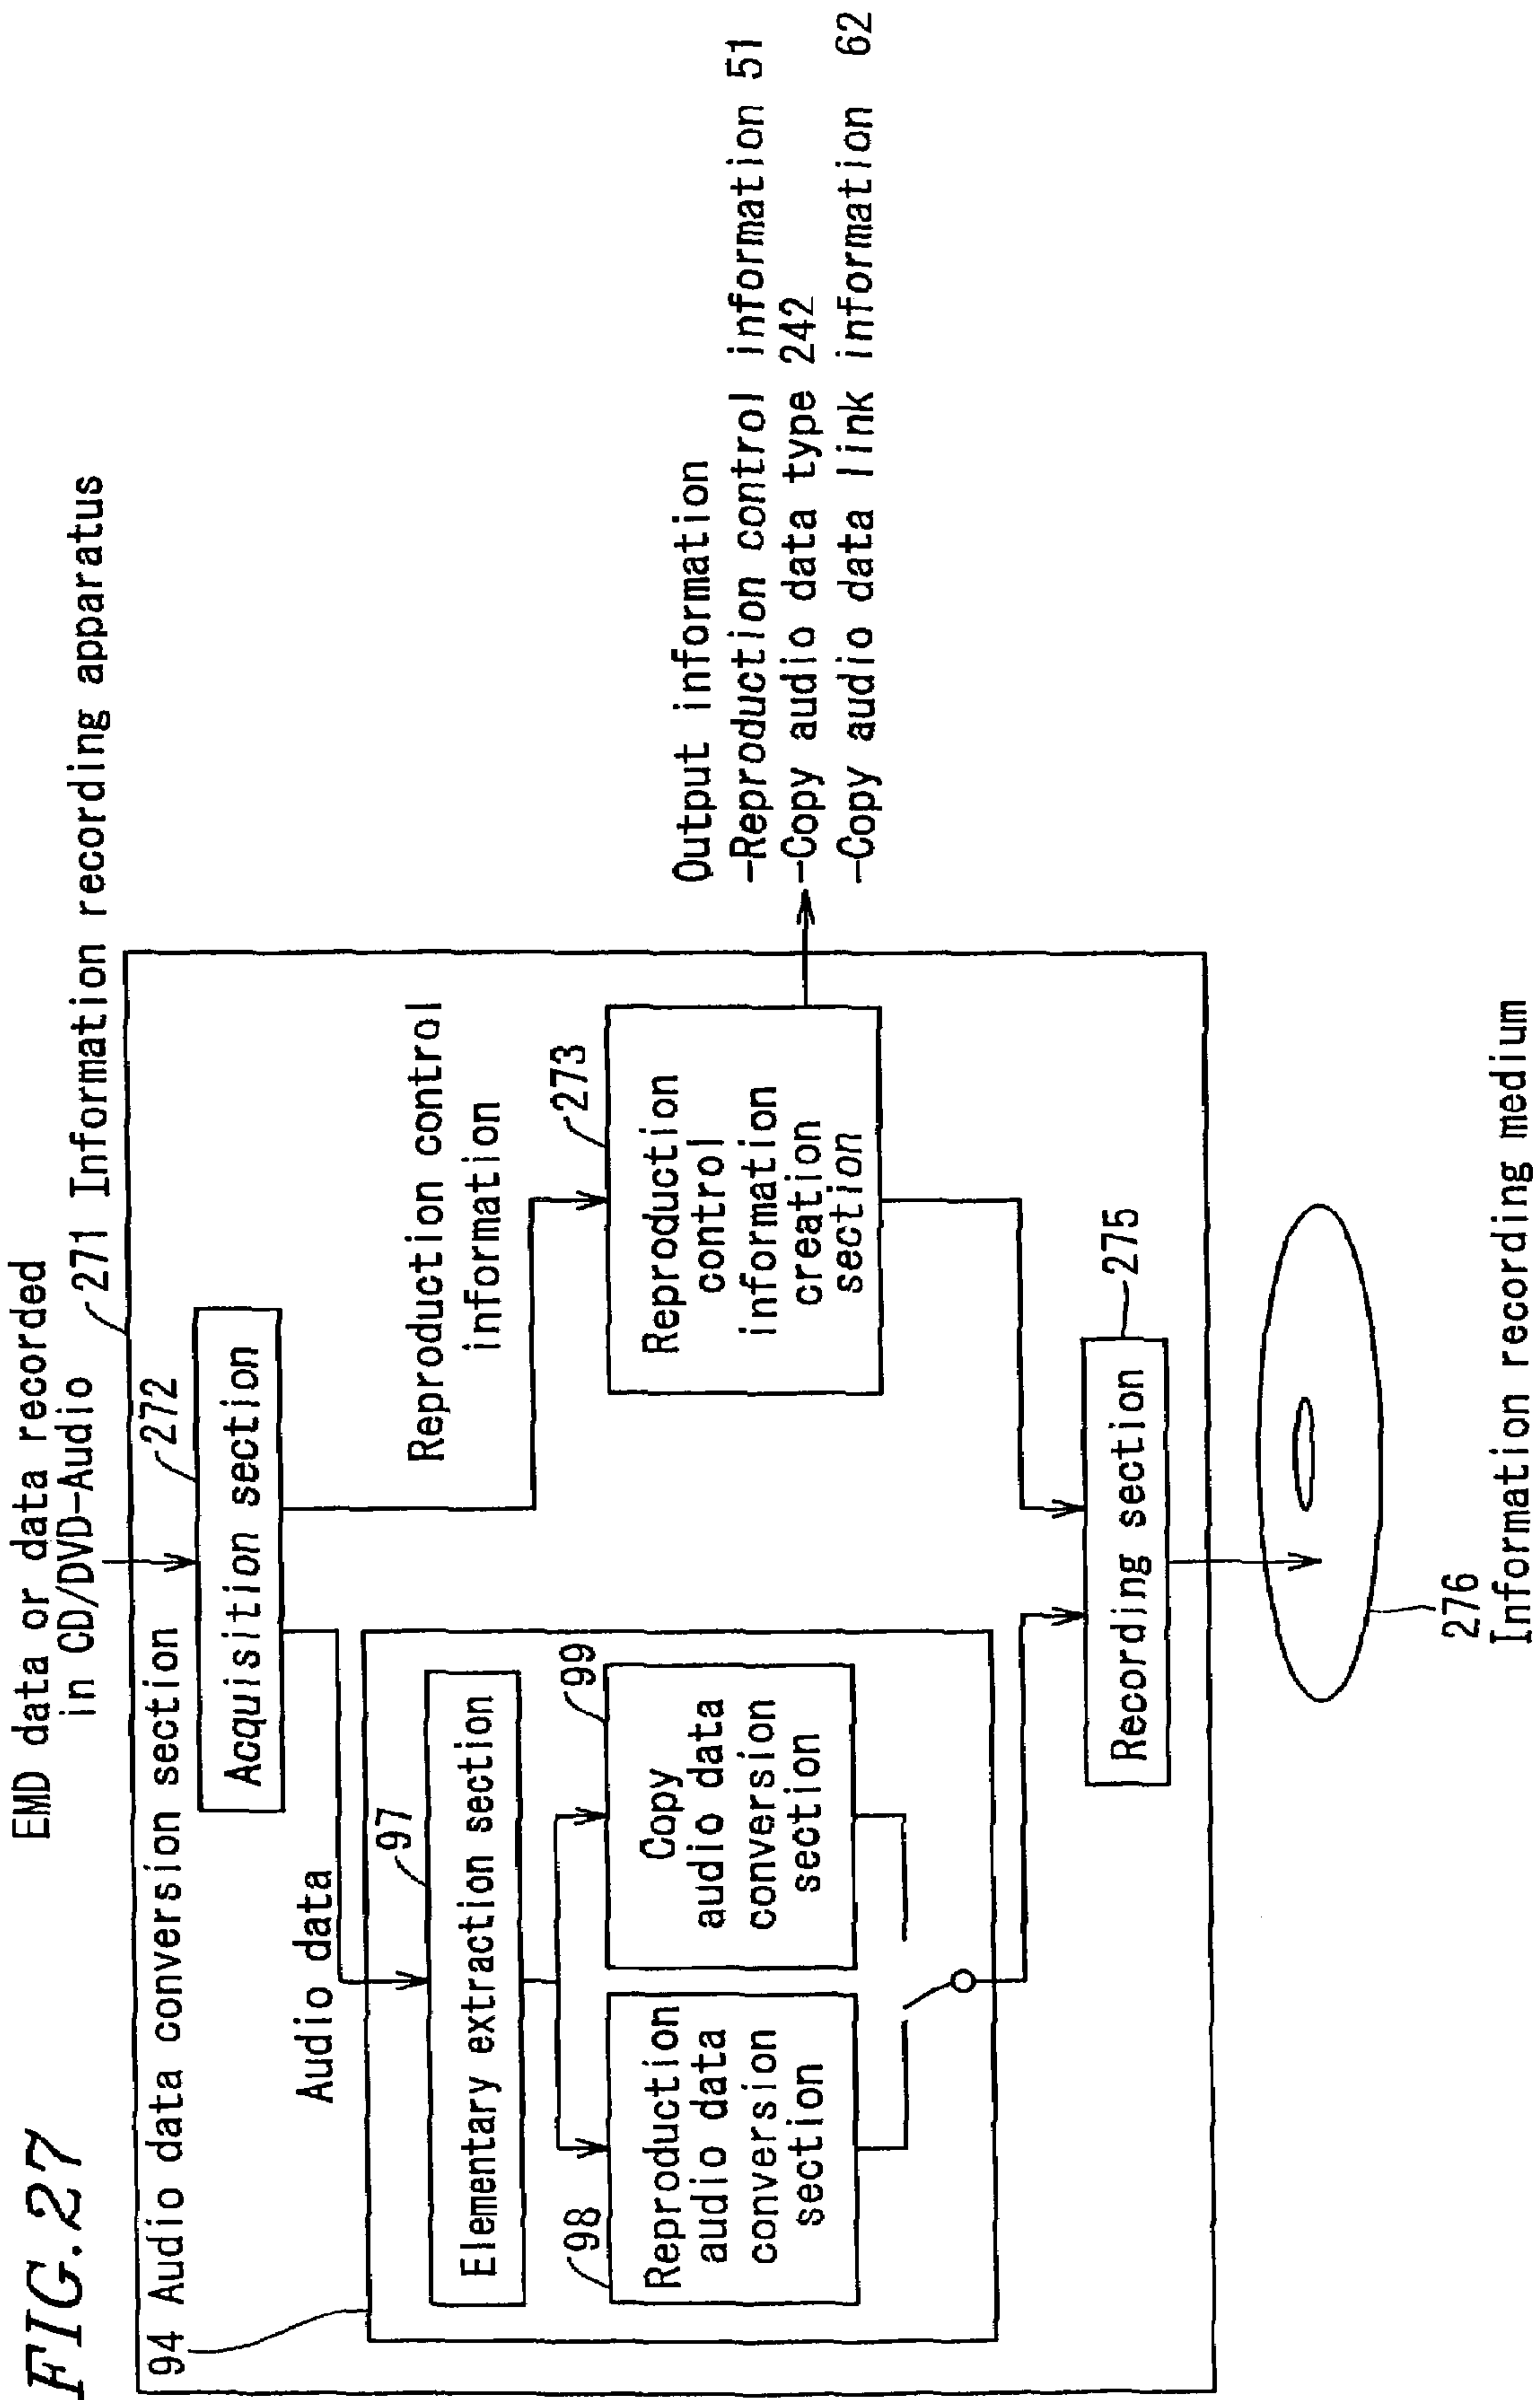 FIG.27
EMD data or data recorded
in CD/DVD-Audio
271 Information recording apparatus
94 Audio data conversion section
272
Acquisition section
Audio data
Reproduction control
information
97
Elementary extraction section
98
Reproduction
audio data
conversion
section
99
Copy
audio data
conversion
section
273
Reproduction
control
information
creation
section
Output information
-Reproduction control information 51
-Copy audio data type 242
-Copy audio data link information 62
275
Recording section
276
Information recording medium